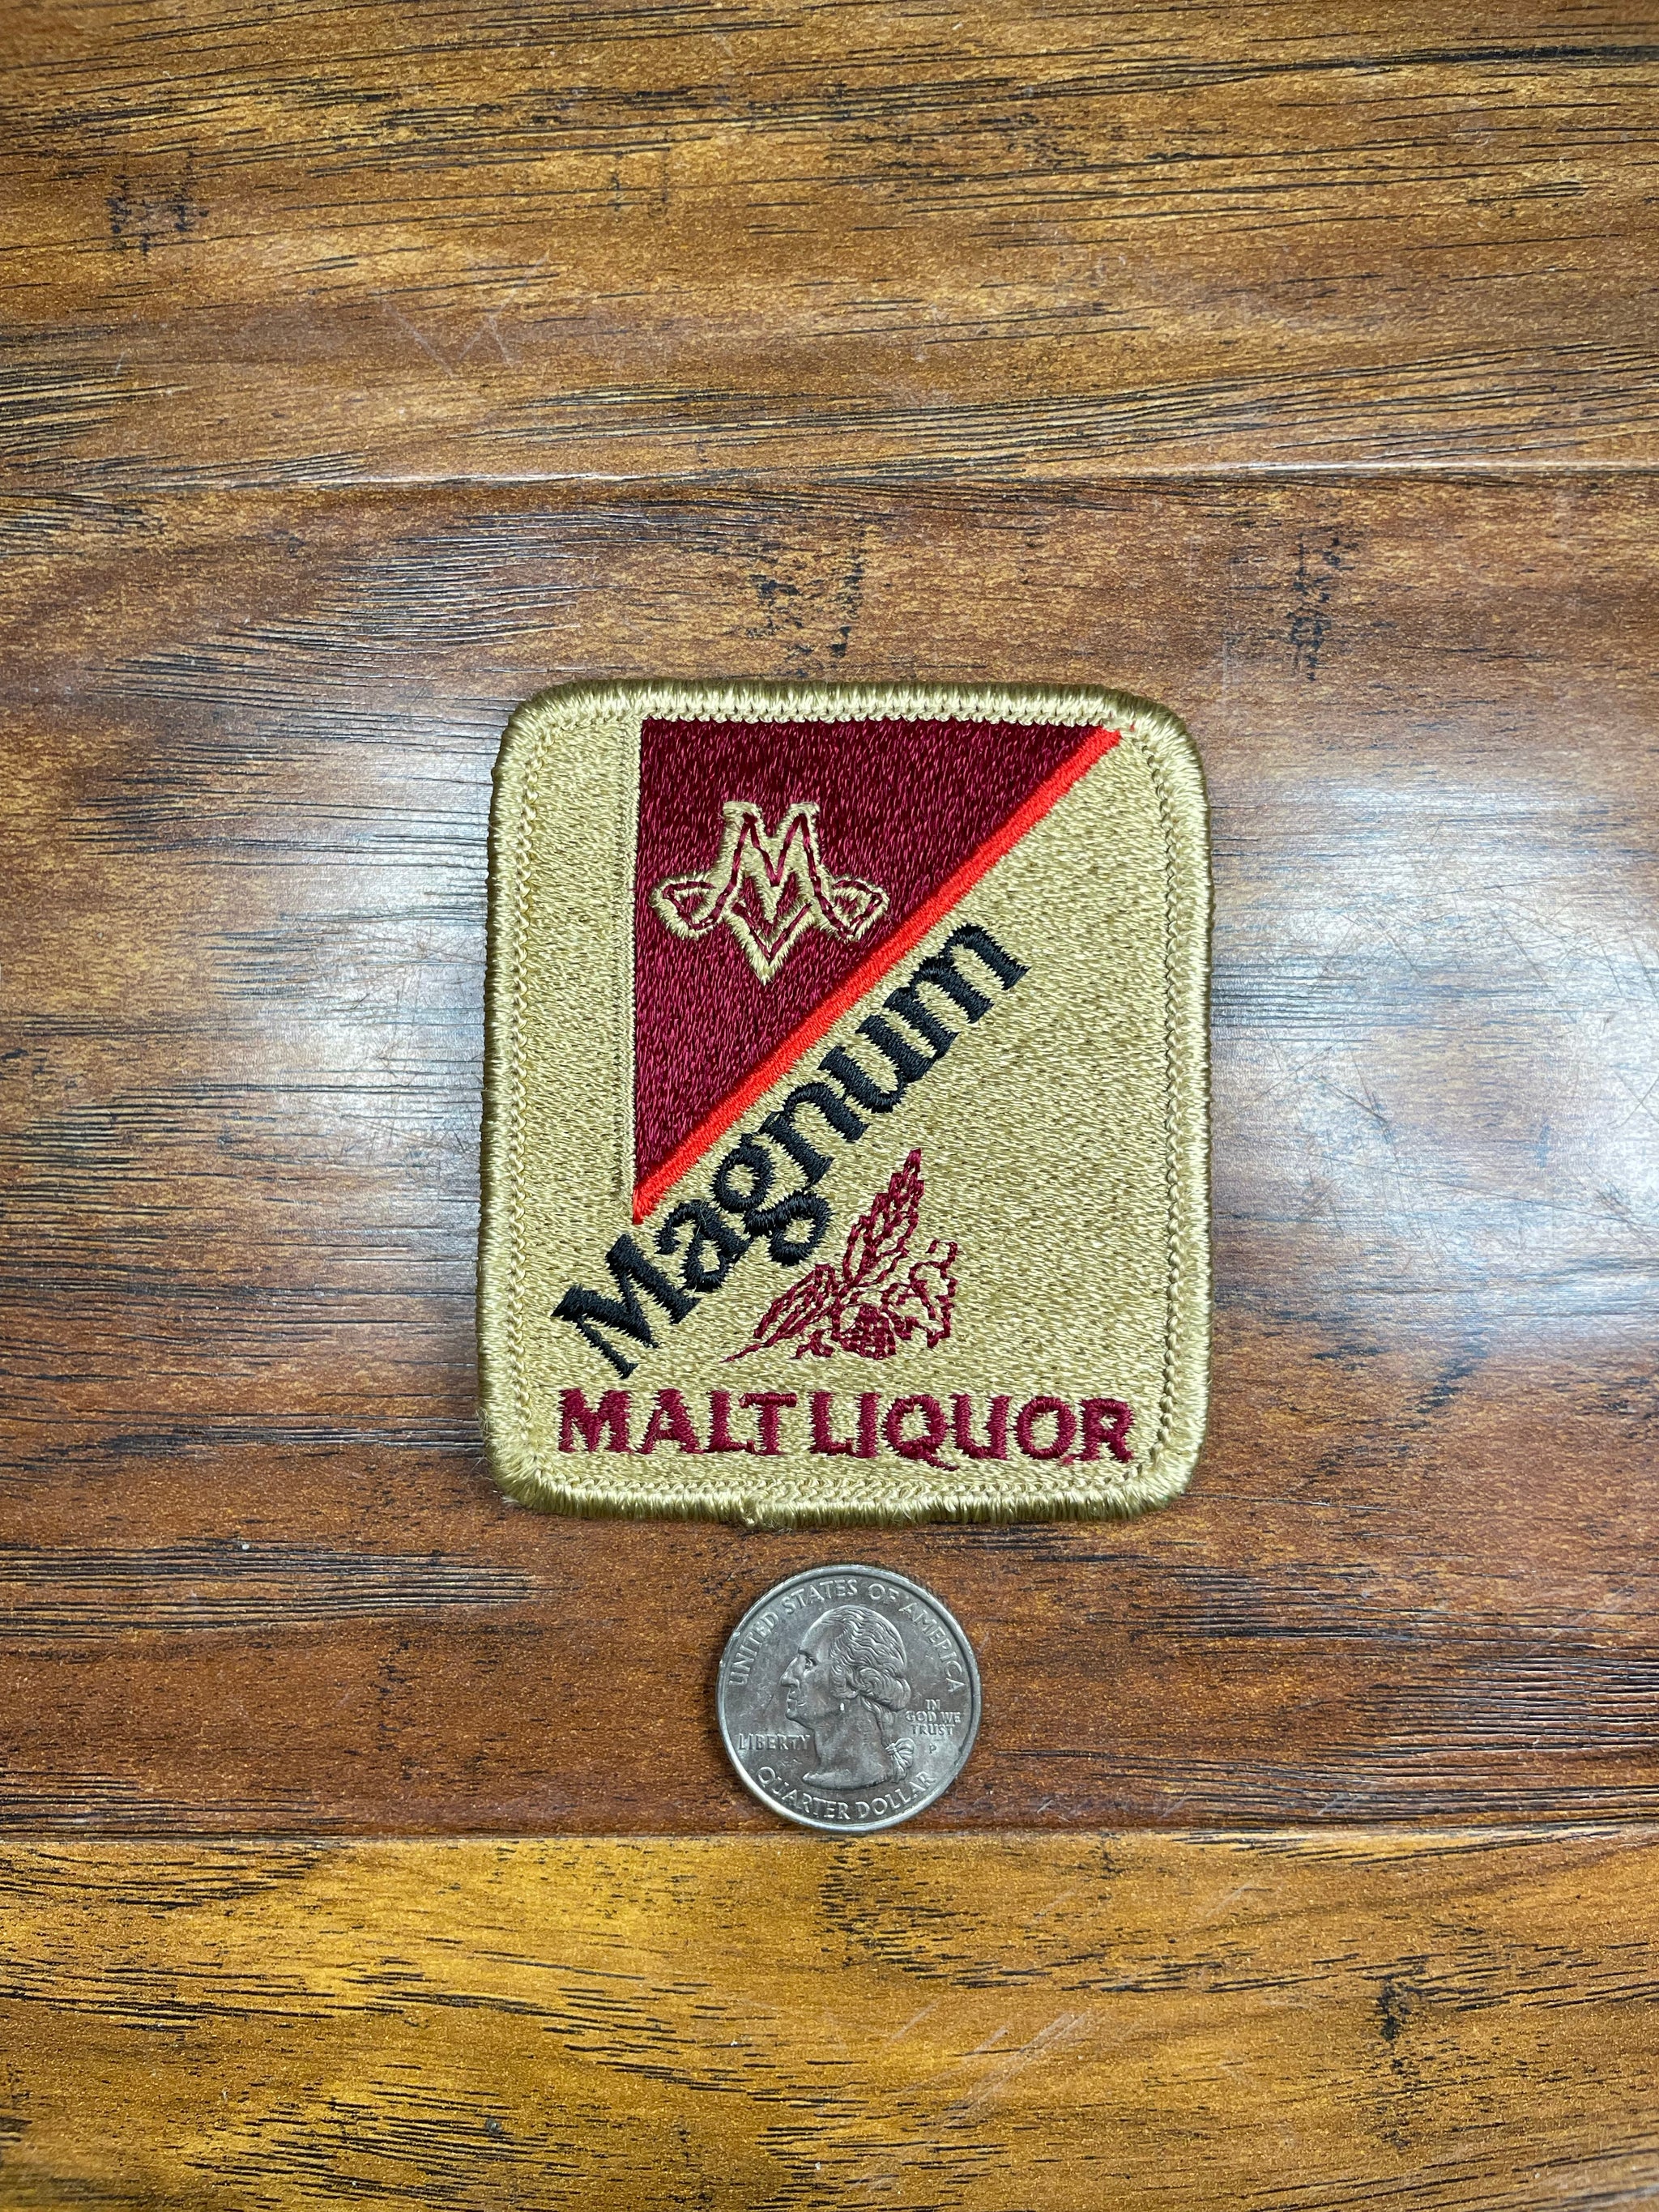 M
Magnum
MALT LIQUOR
UNITED STATES OF AMERICA
LIBERTY
IN
GOD WE
TRUST
P
QUARTER DOLLAR